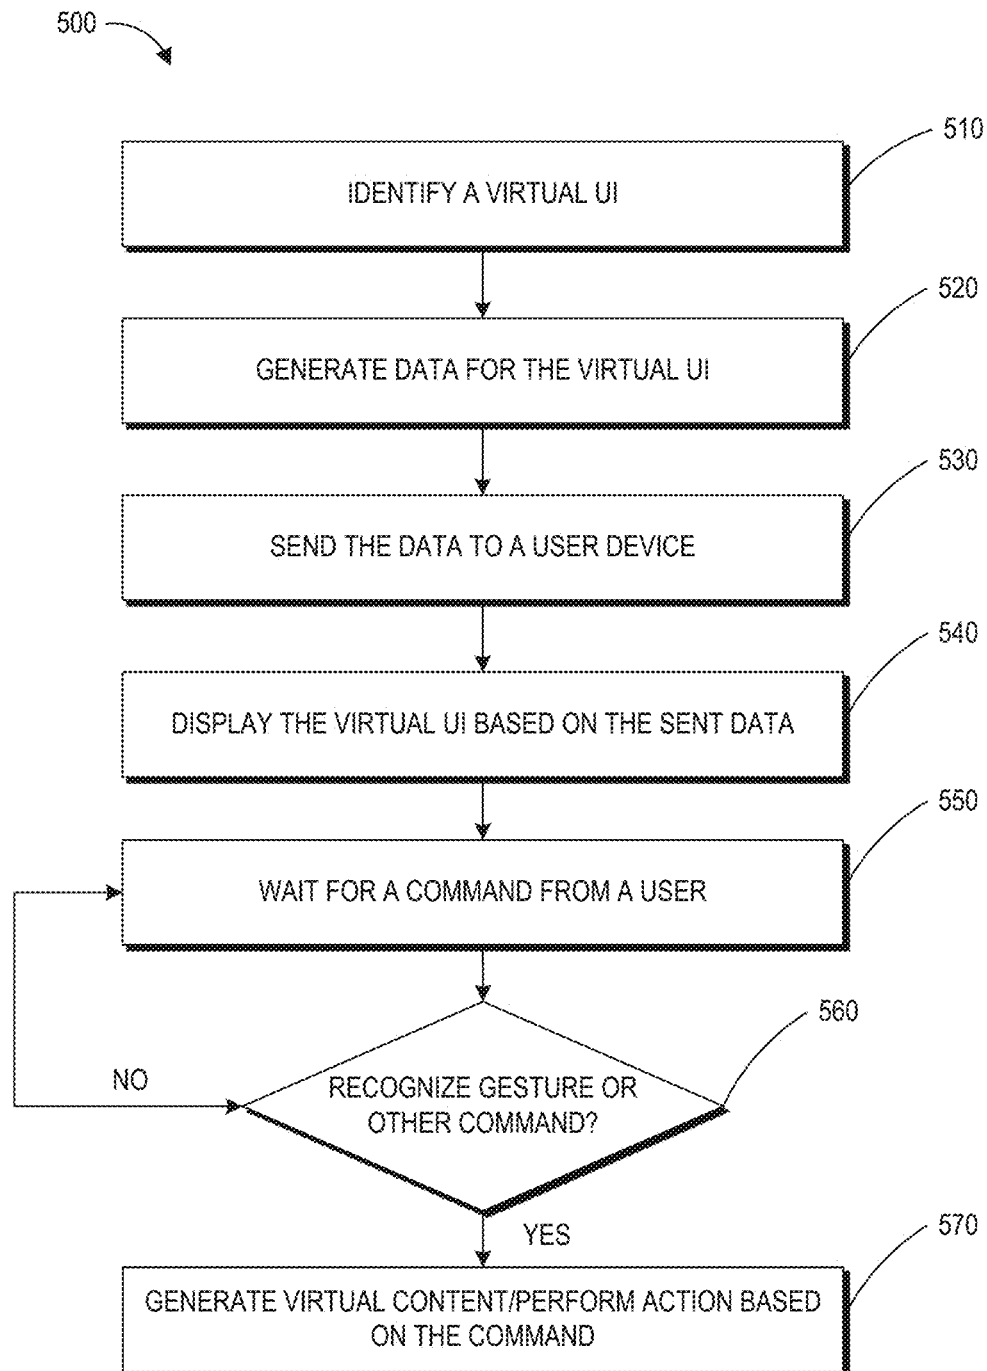 500
510
IDENTIFY A VIRTUAL UI
520
GENERATE DATA FOR THE VIRTUAL UI
530
SEND THE DATA TO A USER DEVICE
540
DISPLAY THE VIRTUAL UI BASED ON THE SENT DATA
550
WAIT FOR A COMMAND FROM A USER
560
RECOGNIZE GESTURE OR
OTHER COMMAND?
NO
YES
570
GENERATE VIRTUAL CONTENT/PERFORM ACTION BASED
ON THE COMMAND